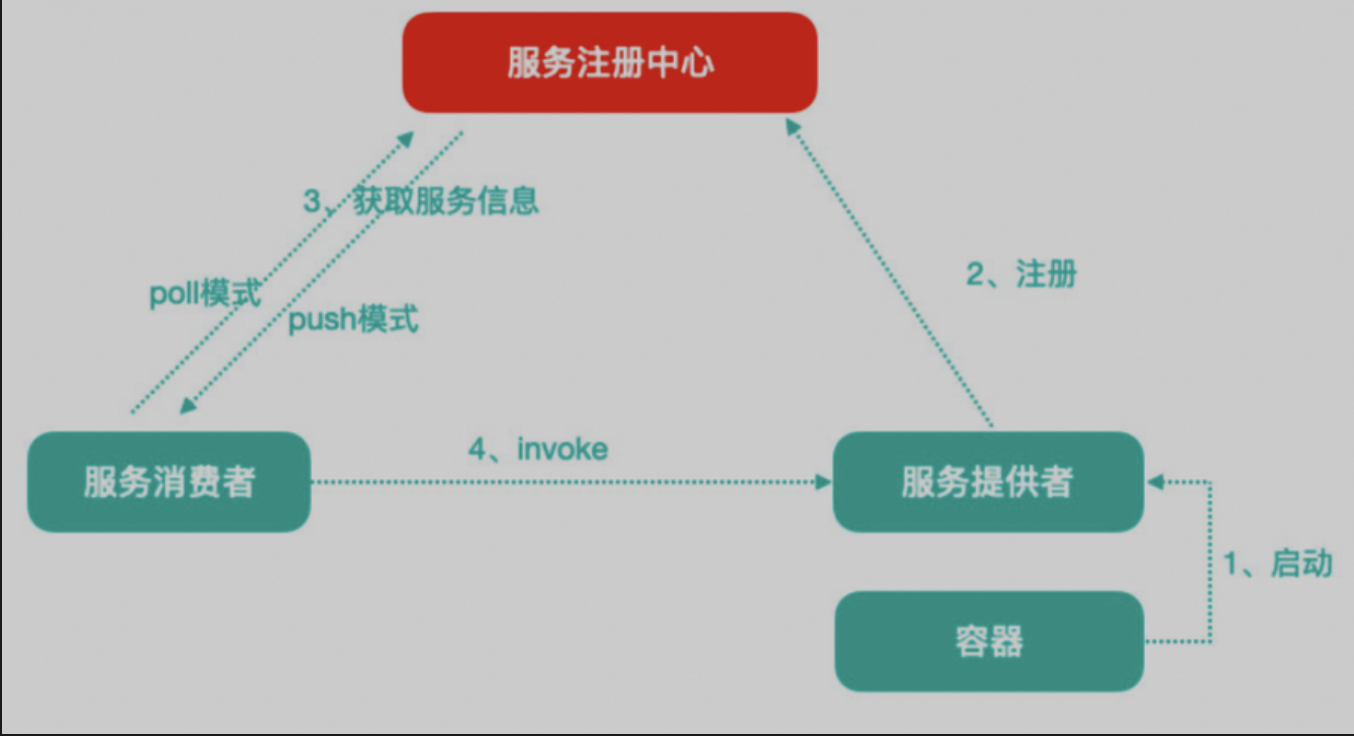 服务注册中心
3、获取服务信息
2、注册
poll模式
push模式
4、invoke
服务消费者
服务提供者
1、启动
容器